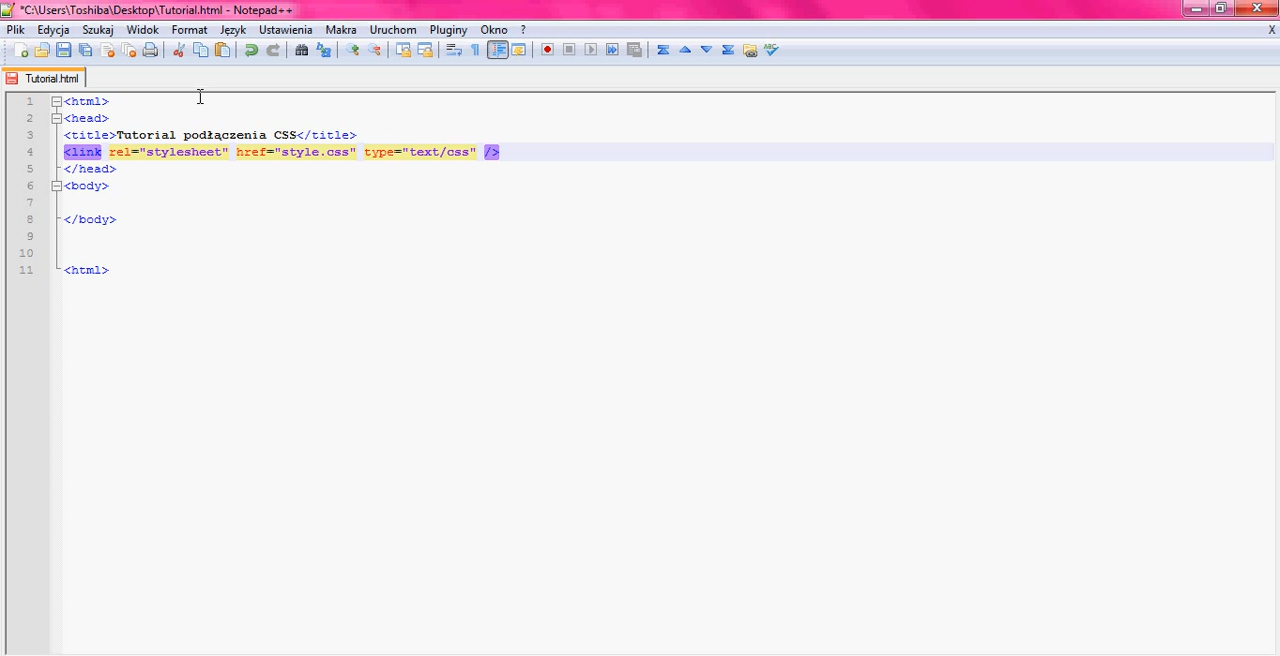 *C:\Users\Toshiba\Desktop\Tutorial.html - Notepad++
Plik Edycja Szukaj Widok Format Język Ustawienia Makra Uruchom Pluginy Okno ? X
Tutorial.html
1 <html>
2 <head>
3 <title>Tutorial podłączenia CSS</title>
4 <link rel="stylesheet" href="style.css" type="text/css" />
5 </head>
6 <body>
7
8 </body>
9
10
11 <html>